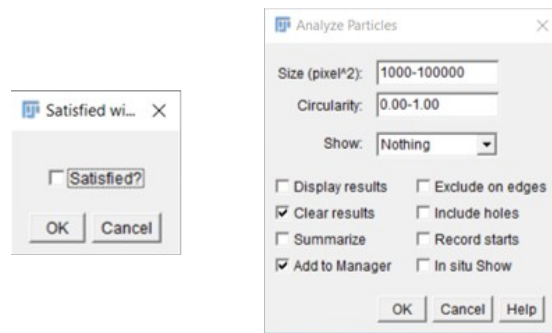 Satisfied wi...
Satisfied?
OK Cancel
Analyze Particles
Size (pixel^2): 1000-100000
Circularity: 0.00-1.00
Show: Nothing
Display results Exclude on edges
Clear results Include holes
Summarize Record starts
Add to Manager In situ Show
OK Cancel Help